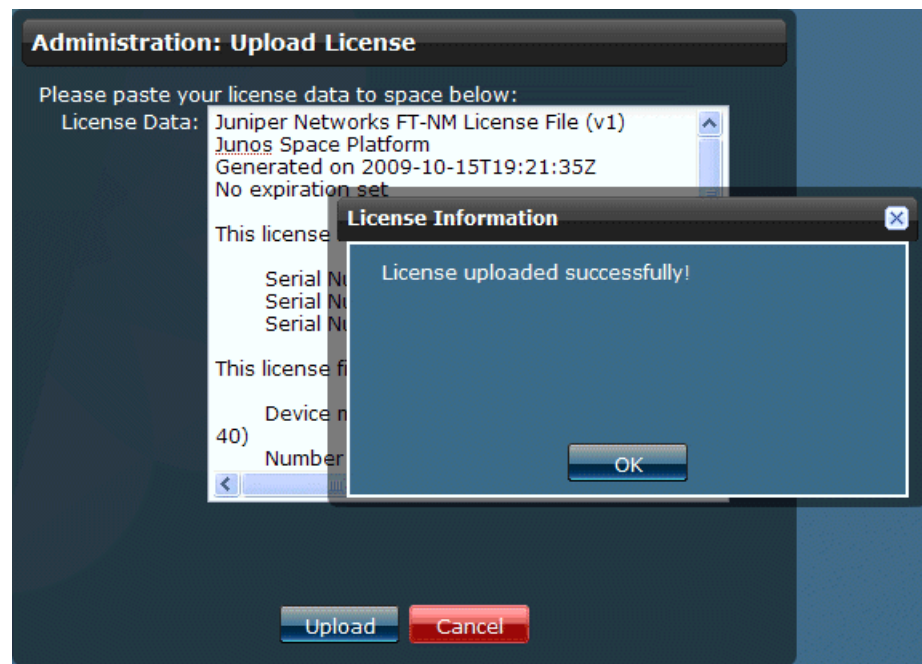 Administration: Upload License
Please paste your license data to space below:
License Data:
Juniper Networks FT-NM License File (v1)
Junos Space Platform
Generated on 2009-10-15T19:21:35Z
No expiration set
This license
Serial
Serial
Serial
This license
Device
40)
Number
License Information
License uploaded successfully!
OK
Upload
Cancel